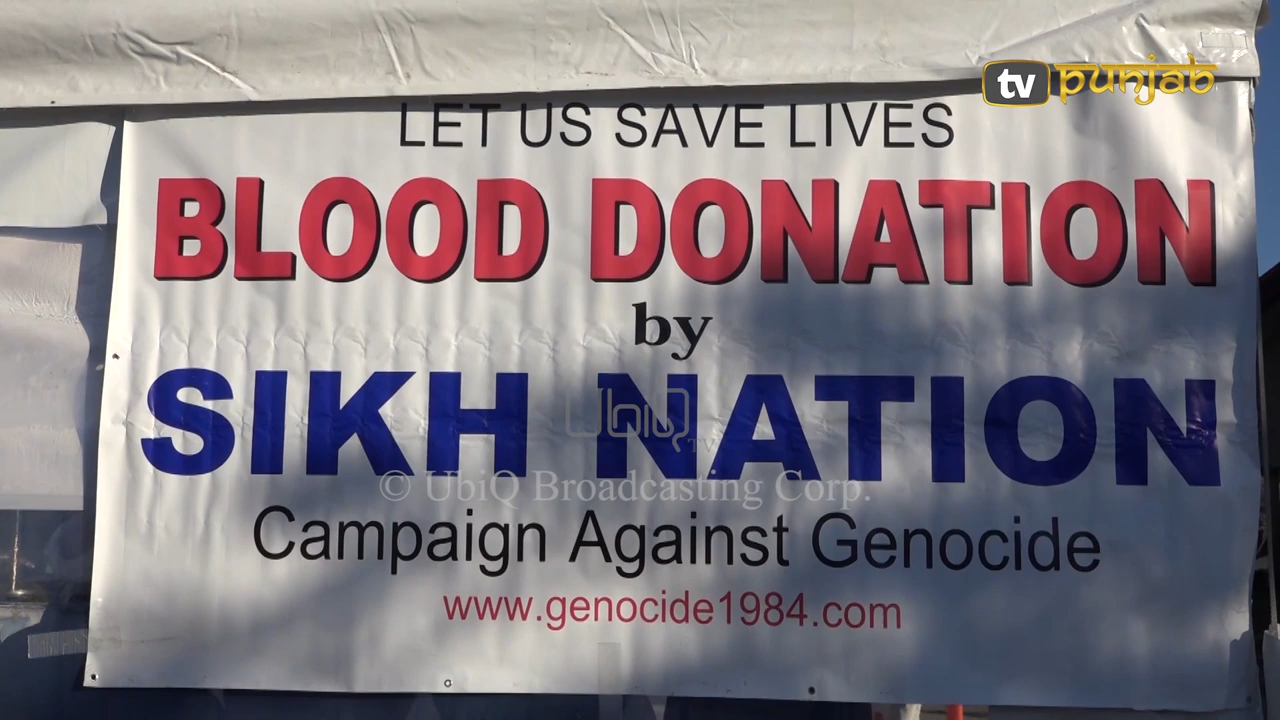 tv punjab
LET US SAVE LIVES
BLOOD DONATION
by
SIKH NATION
UbiQ
TV
© UbiQ Broadcasting Corp.
Campaign Against Genocide
www.genocide1984.com